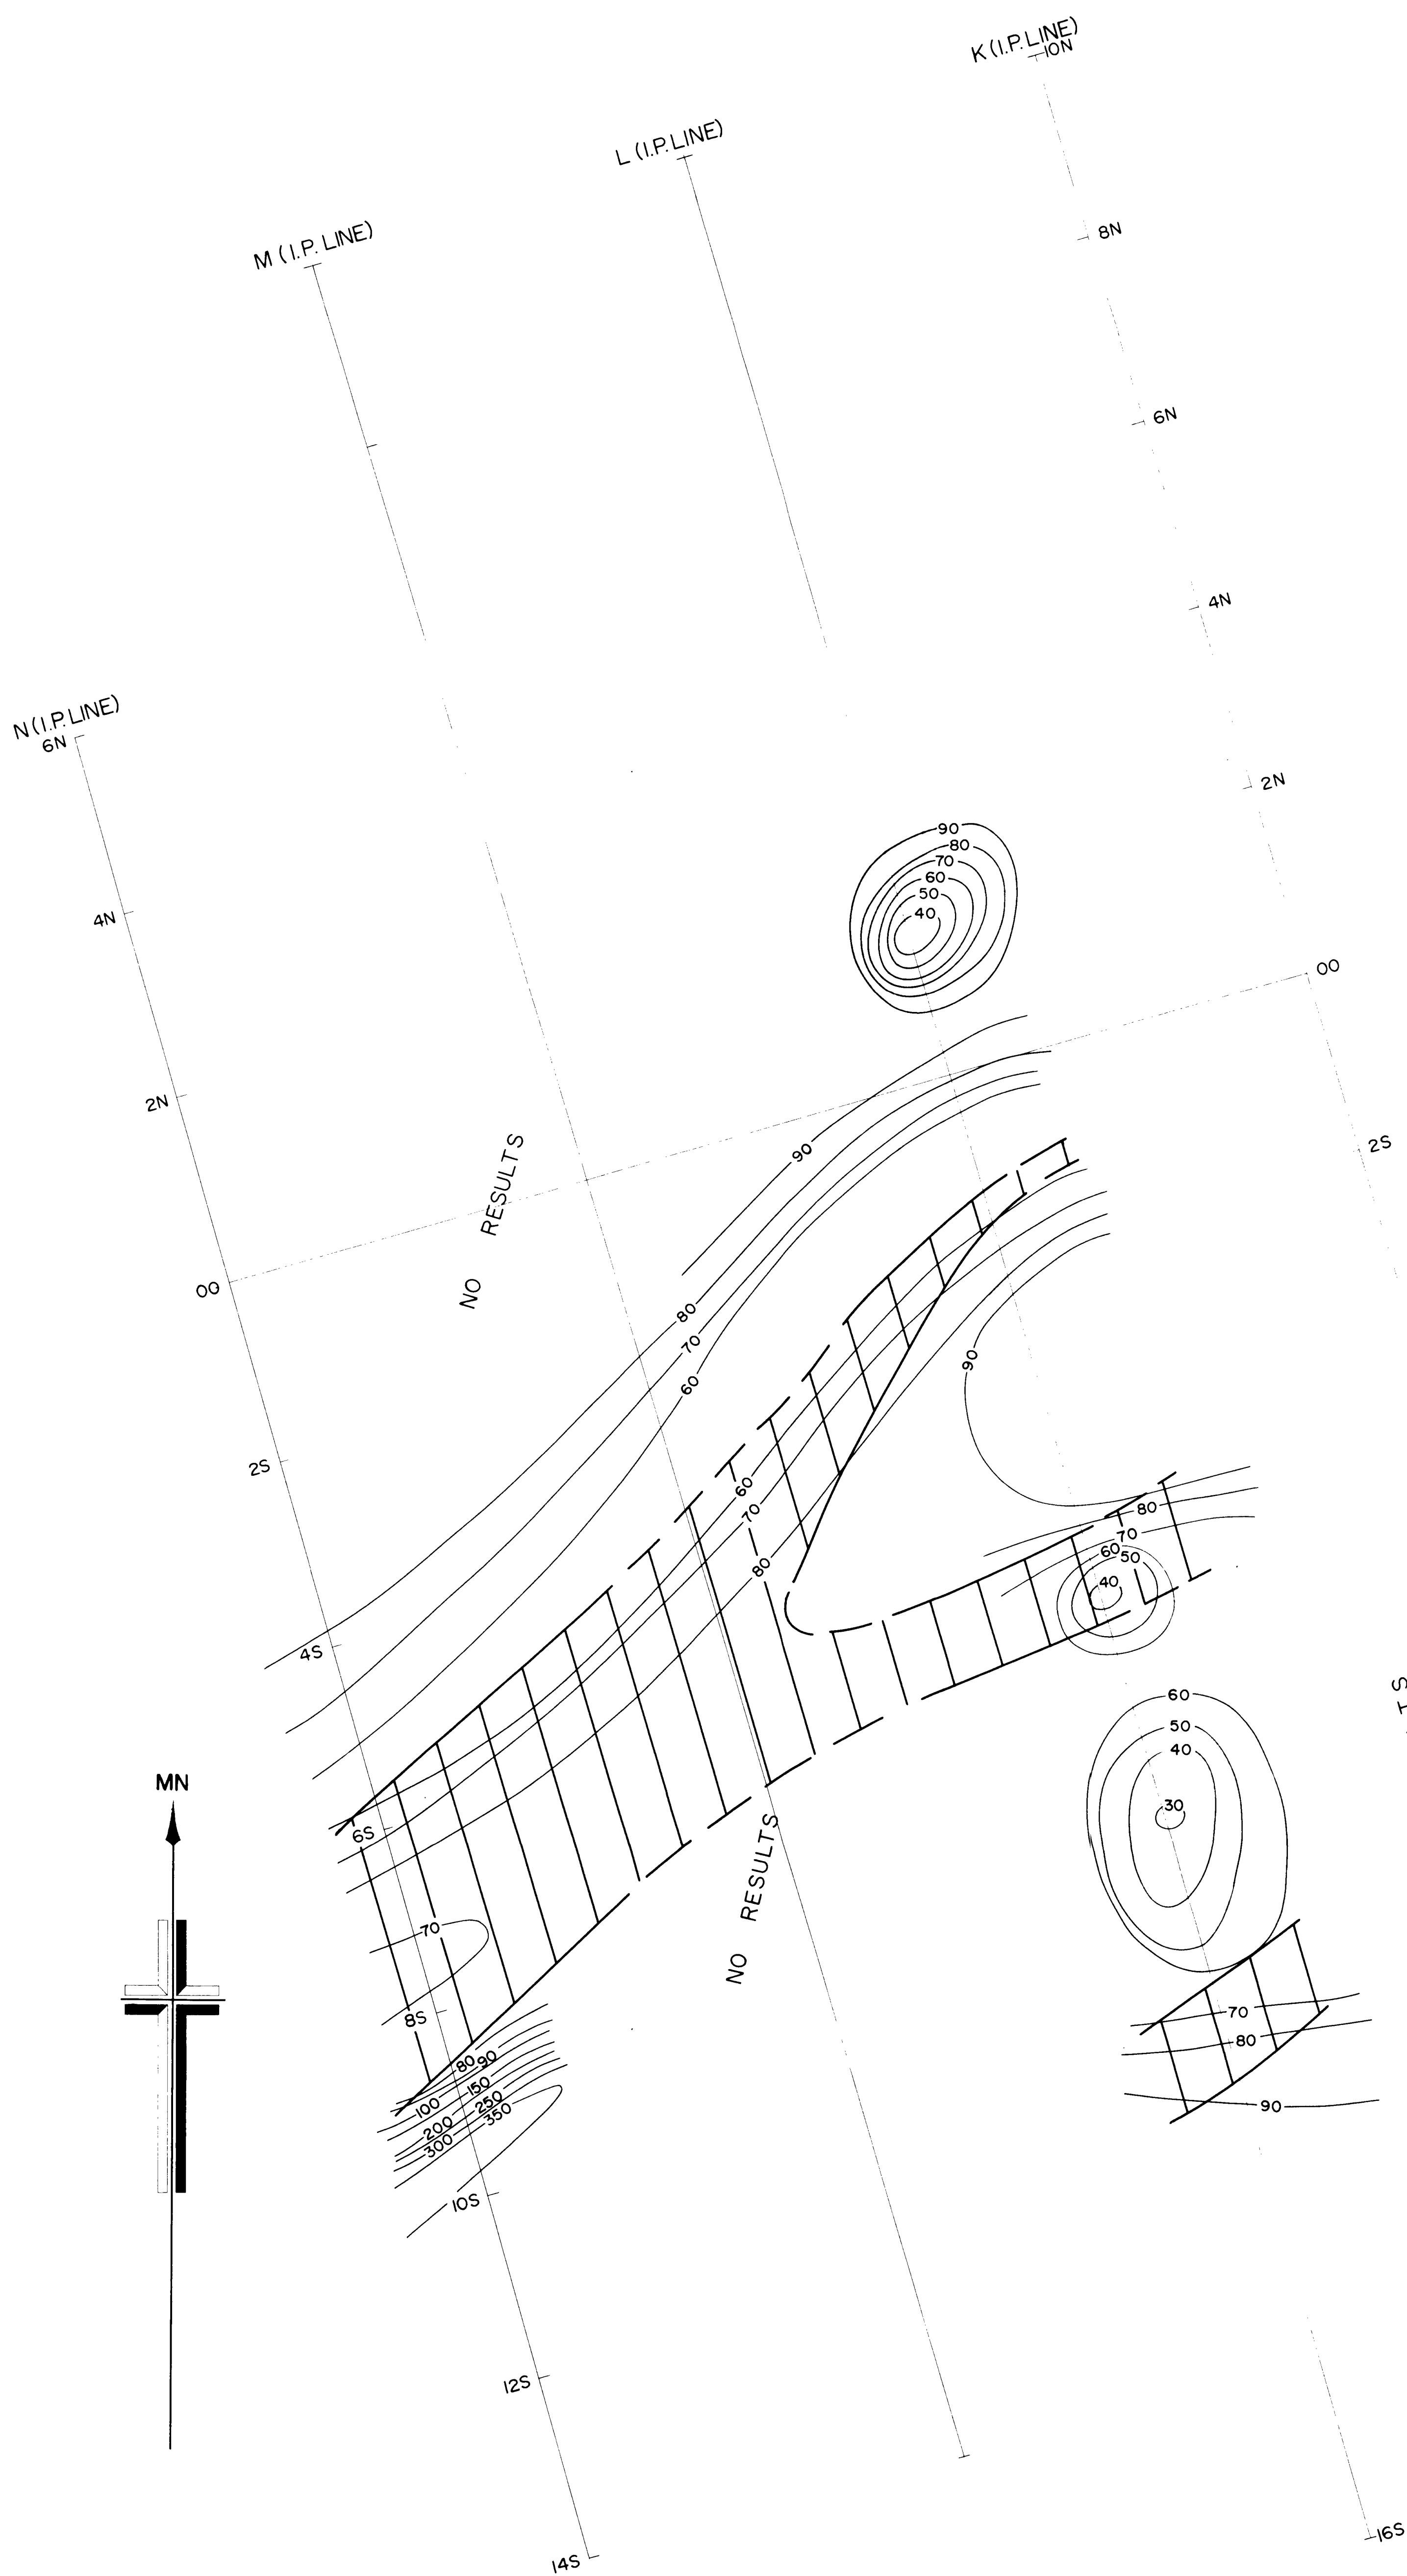 K (I.P. LINE)
10N
L (I.P. LINE)
M (I.P. LINE)
8N
6N
4N
N (I.P. LINE)
6N
2N
90
80
70
60
50
40
4N
00
2N
2S
NO RESULTS
90
00
80
70
60
90
2S
60
70
80
80
70
60
50
40
4S
60
50
40
30
MN
6S
NO RESULTS
70
8S
70
80
80
90
150
100
250
350
200
300
90
10S
12S
14S
16S